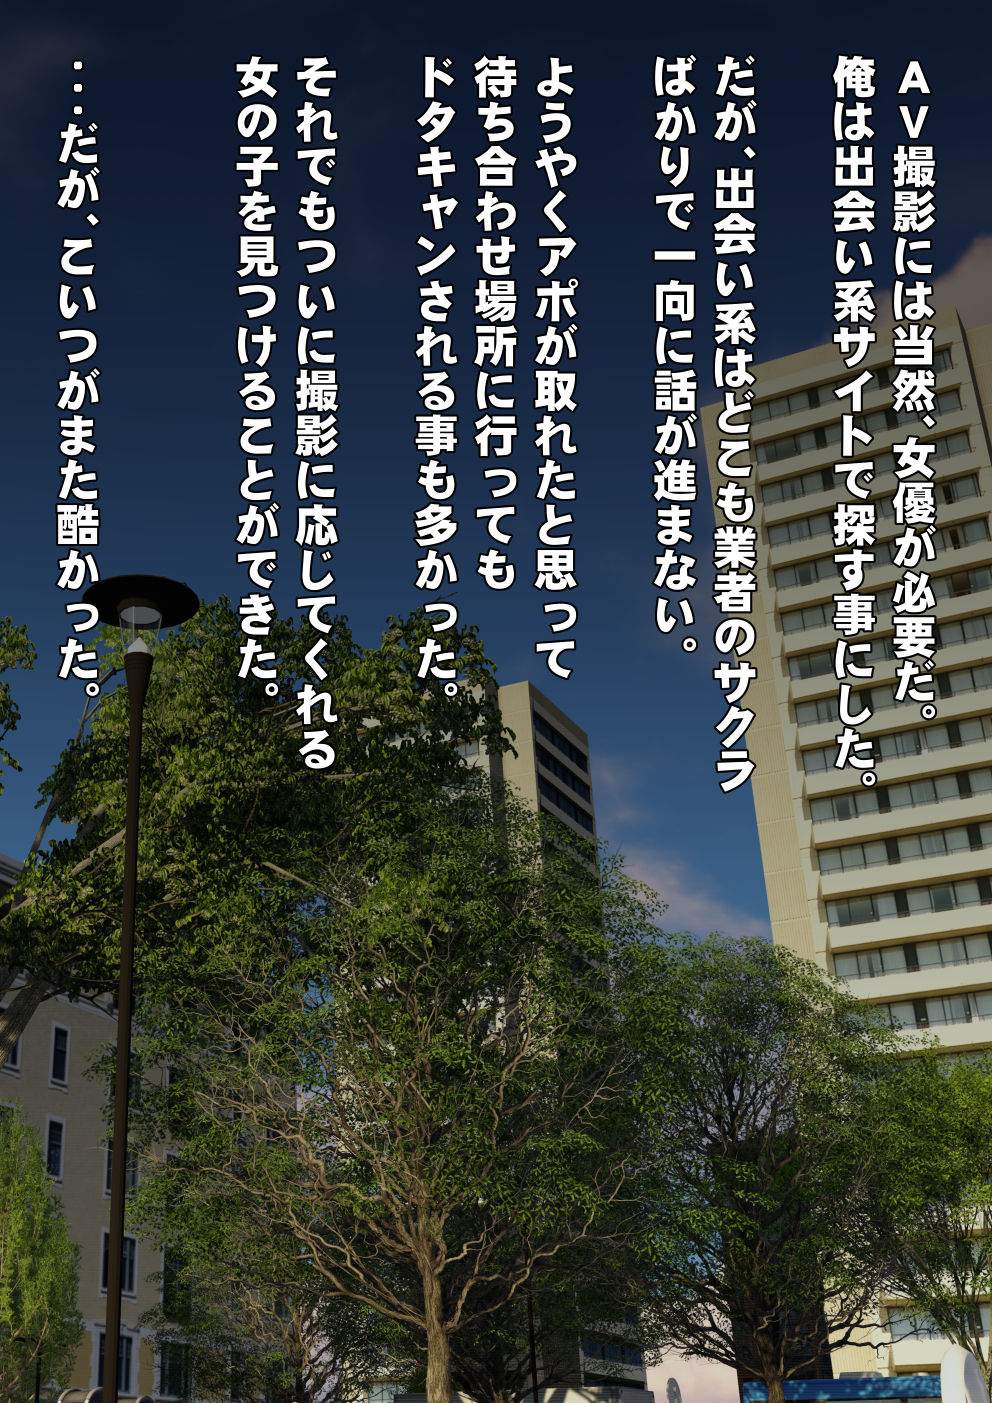 AV撮影には当然、女優が必要だ。
俺は出会い系サイトで探す事にした。
だが、出会い系はどこも業者のサクラ
ばかりで一向に話が進まない。
ようやくアポが取れたと思って
待ち合わせ場所に行っても
ドタキャンされる事も多かった。
それでもついに撮影に応じてくれる
女の子を見つけることができた。
･･･だが、こいつがまた酷かった。